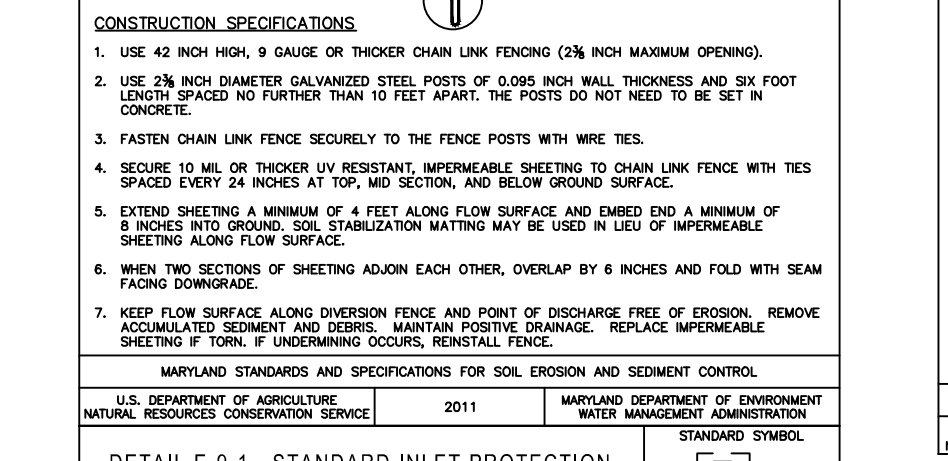 CONSTRUCTION SPECIFICATIONS
1. USE 42 INCH HIGH, 9 GAUGE OR THICKER CHAIN LINK FENCING (2⅜ INCH MAXIMUM OPENING).
2. USE 2⅜ INCH DIAMETER GALVANIZED STEEL POSTS OF 0.095 INCH WALL THICKNESS AND SIX FOOT
LENGTH SPACED NO FURTHER THAN 10 FEET APART. THE POSTS DO NOT NEED TO BE SET IN
CONCRETE.
3. FASTEN CHAIN LINK FENCE SECURELY TO THE FENCE POSTS WITH WIRE TIES.
4. SECURE 10 MIL OR THICKER UV RESISTANT, IMPERMEABLE SHEETING TO CHAIN LINK FENCE WITH TIES
SPACED EVERY 24 INCHES AT TOP, MID SECTION, AND BELOW GROUND SURFACE.
5. EXTEND SHEETING A MINIMUM OF 4 FEET ALONG FLOW SURFACE AND EMBED END A MINIMUM OF
8 INCHES INTO GROUND. SOIL STABILIZATION MATTING MAY BE USED IN LIEU OF IMPERMEABLE
SHEETING ALONG FLOW SURFACE.
6. WHEN TWO SECTIONS OF SHEETING ADJOIN EACH OTHER, OVERLAP BY 6 INCHES AND FOLD WITH SEAM
FACING DOWNGRADE.
7. KEEP FLOW SURFACE ALONG DIVERSION FENCE AND POINT OF DISCHARGE FREE OF EROSION. REMOVE
ACCUMULATED SEDIMENT AND DEBRIS. MAINTAIN POSITIVE DRAINAGE. REPLACE IMPERMEABLE
SHEETING IF TORN. IF UNDERMINING OCCURS, REINSTALL FENCE.
MARYLAND STANDARDS AND SPECIFICATIONS FOR SOIL EROSION AND SEDIMENT CONTROL
U.S. DEPARTMENT OF AGRICULTURE
NATURAL RESOURCES CONSERVATION SERVICE
2011
MARYLAND DEPARTMENT OF ENVIRONMENT
WATER MANAGEMENT ADMINISTRATION
STANDARD SYMBOL
DETAIL E-9-1 STANDARD INLET PROTECTION